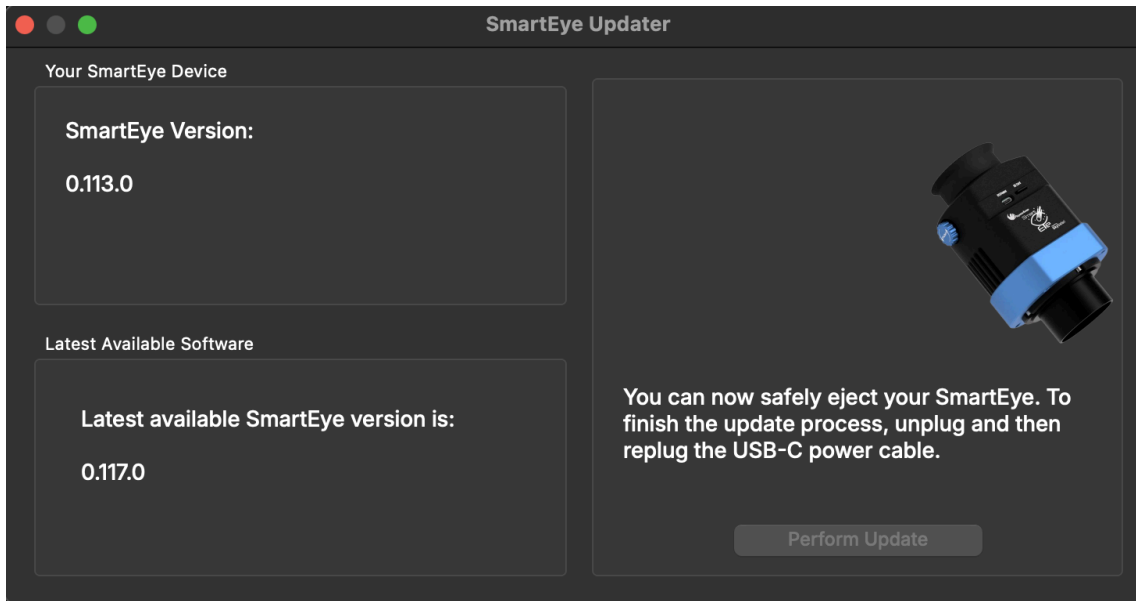 SmartEye Updater
Your SmartEye Device
SmartEye Version:
0.113.0
Latest Available Software
Latest available SmartEye version is:
0.117.0
You can now safely eject your SmartEye. To
finish the update process, unplug and then
replug the USB-C power cable.
Perform Update